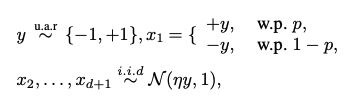 y u.a.r ∼ {−1, +1}, x₁ = { +y, w.p. p,
−y, w.p. 1 − p,
x₂, . . . , x_{d+1} i.i.d ∼ 𝒩(ηy, 1),